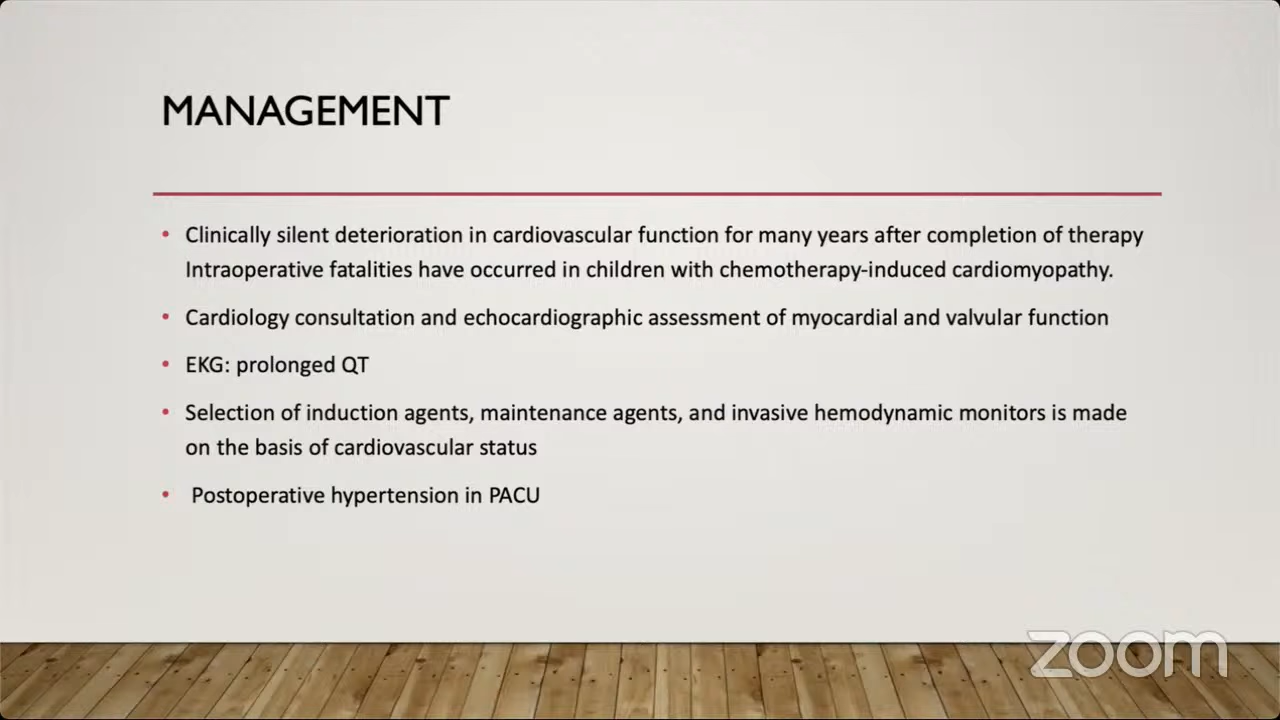 MANAGEMENT
• Clinically silent deterioration in cardiovascular function for many years after completion of therapy
Intraoperative fatalities have occurred in children with chemotherapy-induced cardiomyopathy.
• Cardiology consultation and echocardiographic assessment of myocardial and valvular function
• EKG: prolonged QT
• Selection of induction agents, maintenance agents, and invasive hemodynamic monitors is made
on the basis of cardiovascular status
• Postoperative hypertension in PACU
zoom